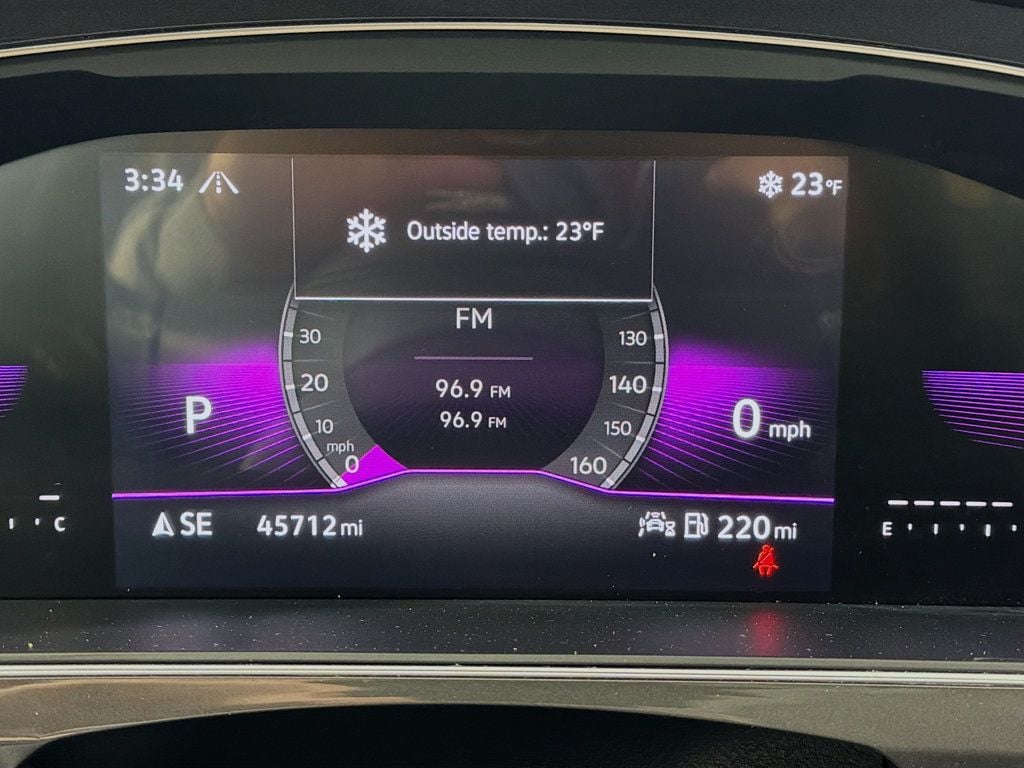 3:34
23°F
Outside temp.: 23°F
FM
96.9 FM
96.9 FM
30
20
10
mph
0
130
140
150
160
P
0 mph
SE
45712 mi
220 mi
C
E